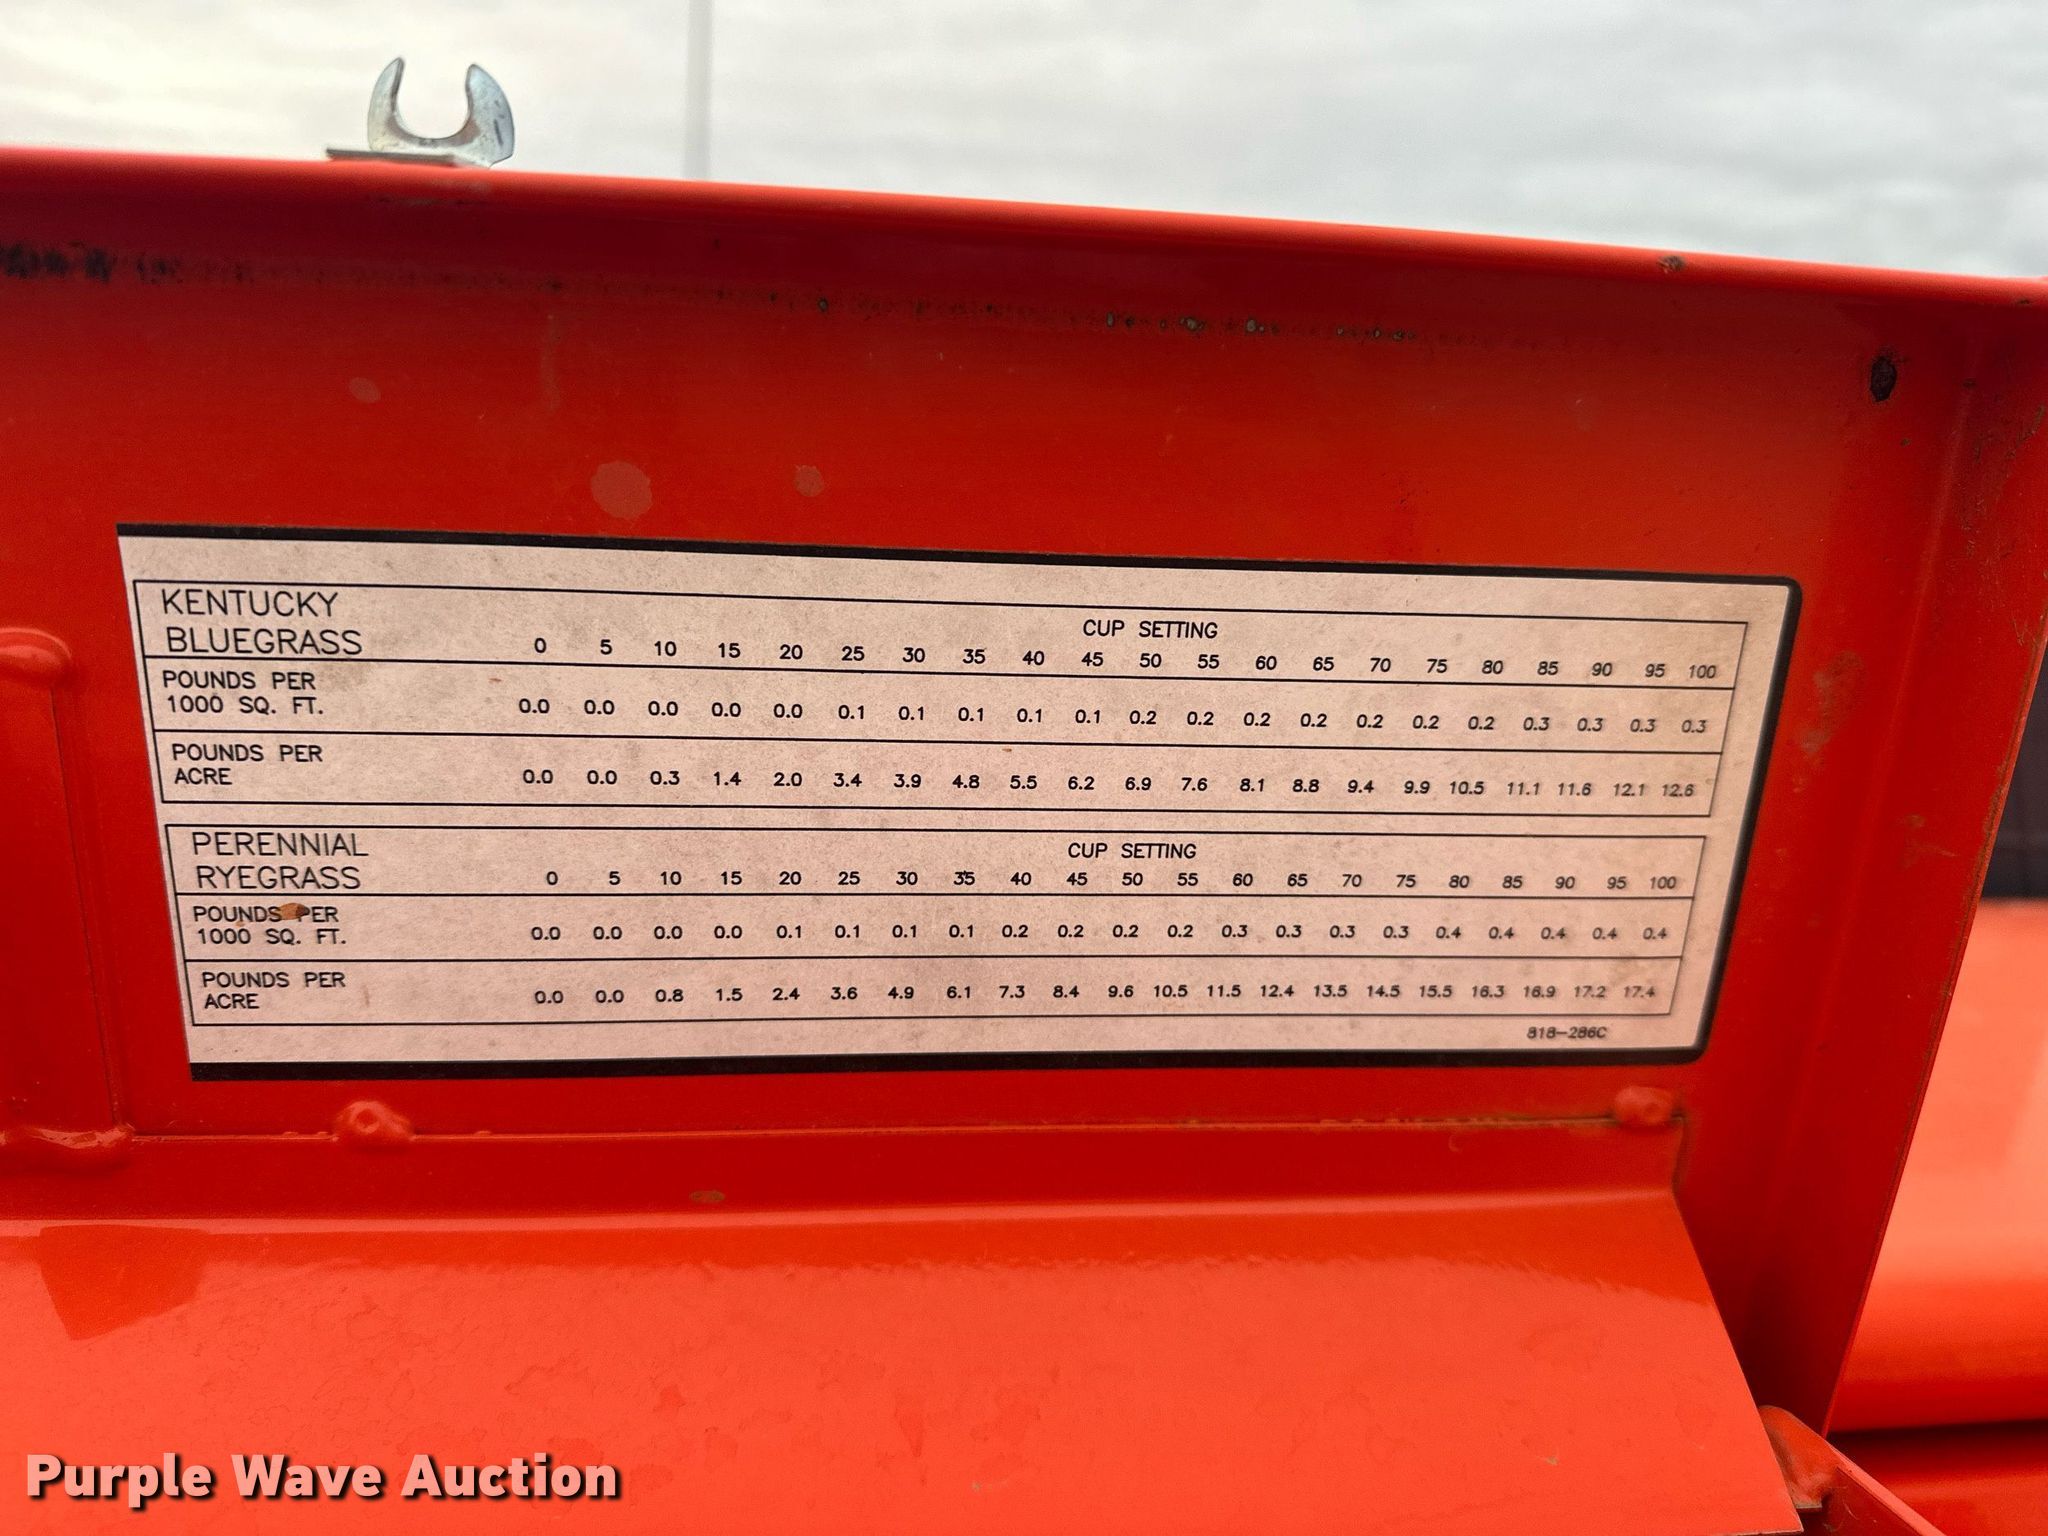 KENTUCKY
BLUEGRASS
CUP SETTING
0 5 10 15 20 25 30 35 40 45 50 55 60 65 70 75 80 85 90 95 100
POUNDS PER
1000 SQ. FT.
0.0 0.0 0.0 0.0 0.0 0.1 0.1 0.1 0.1 0.1 0.2 0.2 0.2 0.2 0.2 0.2 0.2 0.3 0.3 0.3 0.3
POUNDS PER
ACRE
0.0 0.0 0.3 1.4 2.0 3.4 3.9 4.8 5.5 6.2 6.9 7.6 8.1 8.8 9.4 9.9 10.5 11.1 11.6 12.1 12.6
PERENNIAL
RYEGRASS
CUP SETTING
0 5 10 15 20 25 30 35 40 45 50 55 60 65 70 75 80 85 90 95 100
POUNDS PER
1000 SQ. FT.
0.0 0.0 0.0 0.0 0.1 0.1 0.1 0.1 0.2 0.2 0.2 0.2 0.3 0.3 0.3 0.3 0.4 0.4 0.4 0.4 0.4
POUNDS PER
ACRE
0.0 0.0 0.8 1.5 2.4 3.6 4.9 6.1 7.3 8.4 9.6 10.5 11.5 12.4 13.5 14.5 15.5 16.3 16.9 17.2 17.4
818-286C
Purple Wave Auction